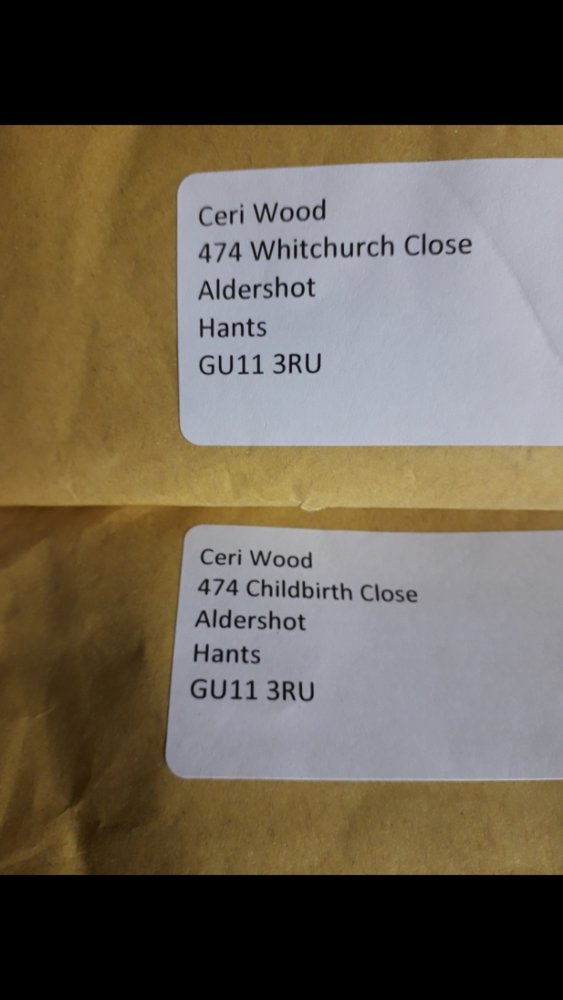 Ceri Wood
474 Whitchurch Close
Aldershot
Hants
GU11 3RU
Ceri Wood
474 Childbirth Close
Aldershot
Hants
GU11 3RU